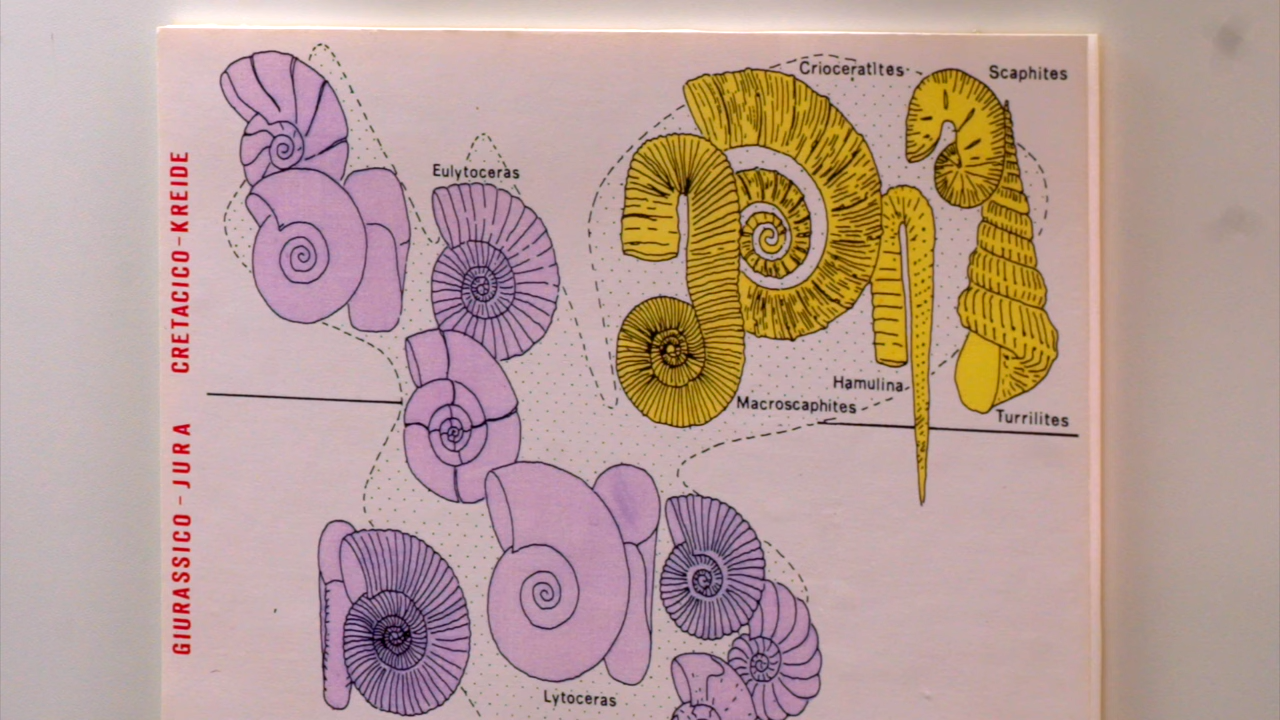 Crioceratites
Scaphites
Eulytoceras
CRETACICO-KREIDE
Hamulina
Macroscaphites
Turrilites
GIURASSICO-JURA
Lytoceras